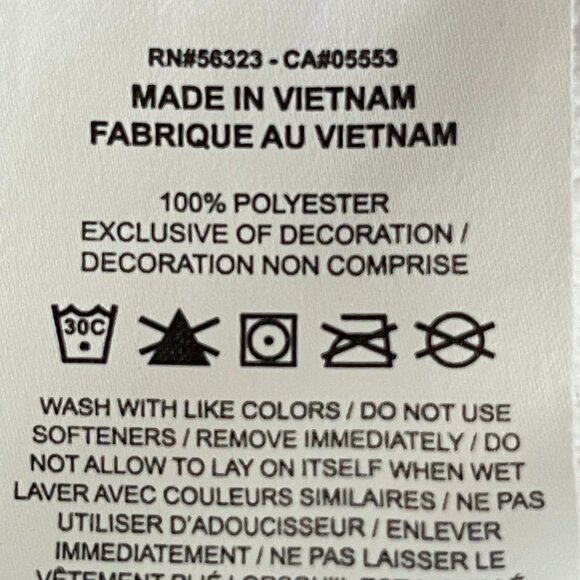 RN#56323 - CA#05553
MADE IN VIETNAM
FABRIQUE AU VIETNAM
100% POLYESTER
EXCLUSIVE OF DECORATION /
DECORATION NON COMPRISE
30C
WASH WITH LIKE COLORS / DO NOT USE
SOFTENERS / REMOVE IMMEDIATELY / DO
NOT ALLOW TO LAY ON ITSELF WHEN WET
LAVER AVEC COULEURS SIMILAIRES / NE PAS
UTILISER D'ADOUCISSEUR / ENLEVER
IMMEDIATEMENT / NE PAS LAISSER LE
VÊTEMENT PLIÉ